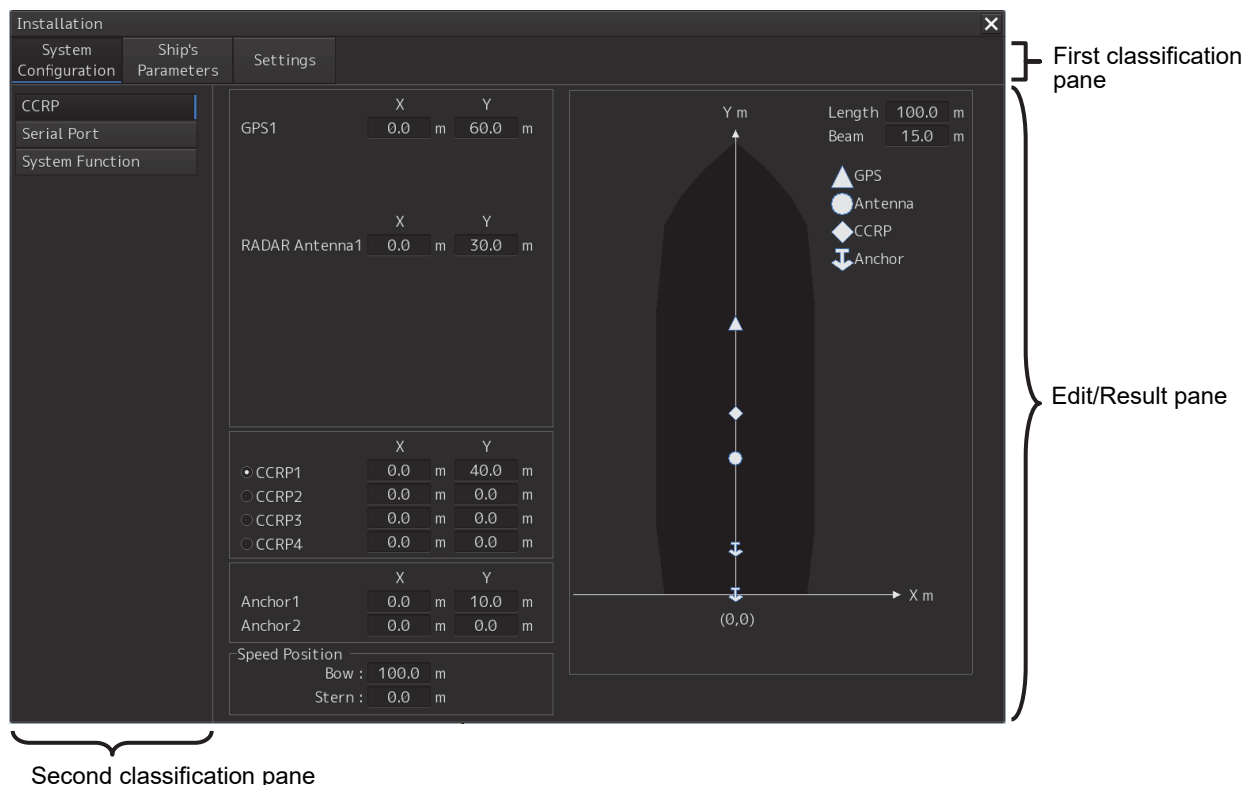 Installation
System Configuration
Ship's Parameters
Settings
First classification pane
CCRP
Serial Port
System Function
X Y
GPS1 0.0 m 60.0 m
X Y
RADAR Antenna1 0.0 m 30.0 m
X Y
CCRP1 0.0 m 40.0 m
CCRP2 0.0 m 0.0 m
CCRP3 0.0 m 0.0 m
CCRP4 0.0 m 0.0 m
X Y
Anchor1 0.0 m 10.0 m
Anchor2 0.0 m 0.0 m
Speed Position
Bow : 100.0 m
Stern : 0.0 m
Y m
Length 100.0 m
Beam 15.0 m
GPS
Antenna
CCRP
Anchor
X m
(0,0)
Edit/Result pane
Second classification pane